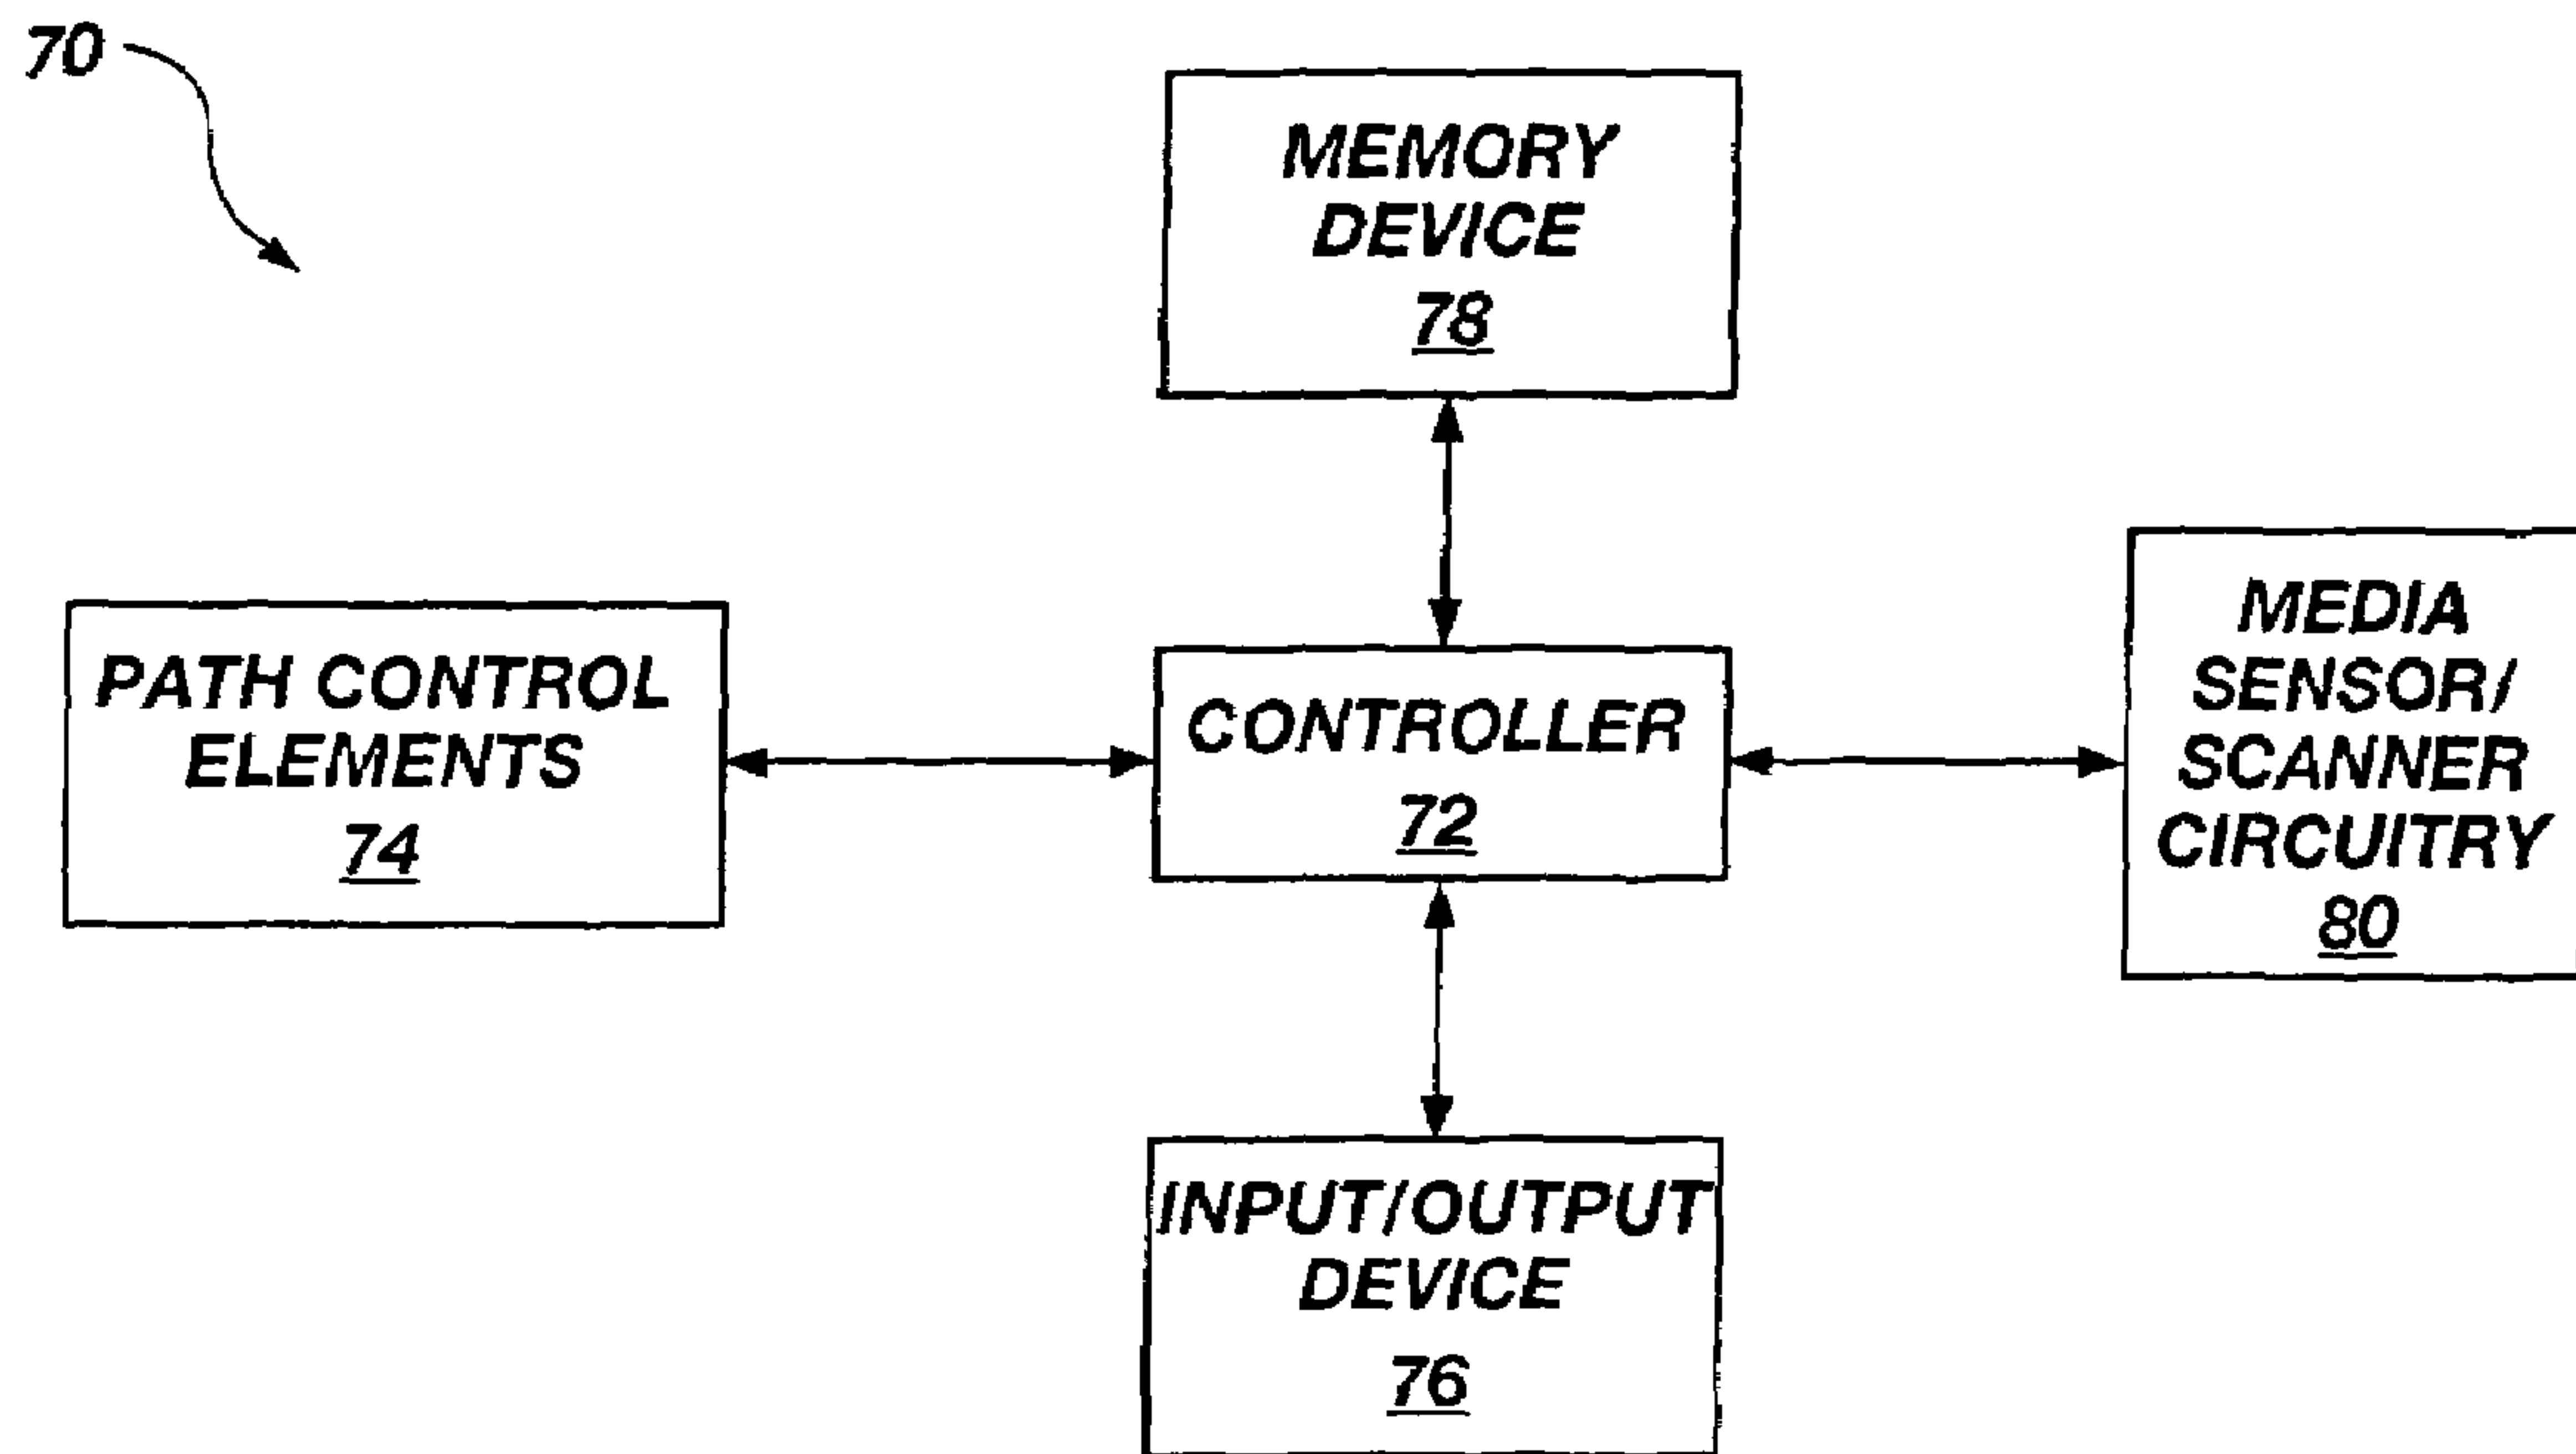 70
MEMORY
DEVICE
78
PATH CONTROL
ELEMENTS
74
CONTROLLER
72
MEDIA
SENSOR/
SCANNER
CIRCUITRY
80
INPUT/OUTPUT
DEVICE
76